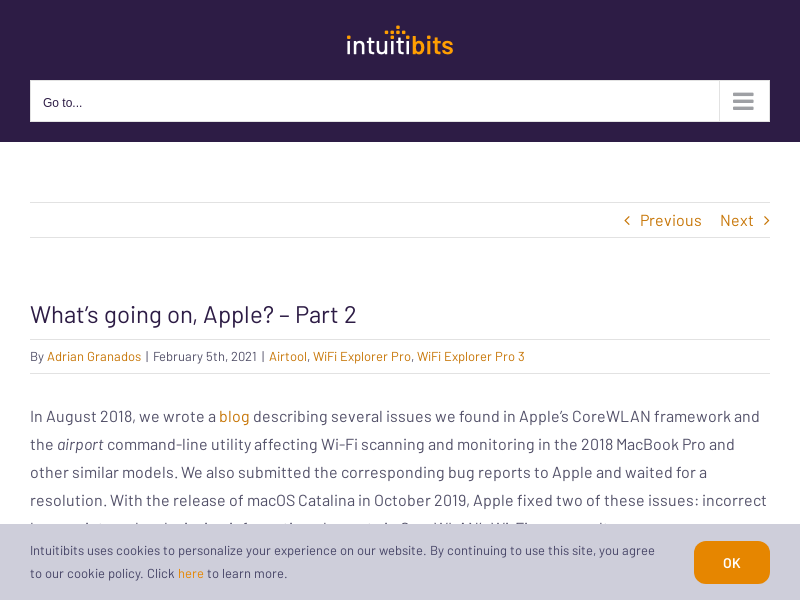 intuitibits
Go to...
Previous Next
What’s going on, Apple? – Part 2
By Adrian Granados | February 5th, 2021 | Airtool, WiFi Explorer Pro, WiFi Explorer Pro 3
In August 2018, we wrote a blog describing several issues we found in Apple’s CoreWLAN framework and
the airport command-line utility affecting Wi-Fi scanning and monitoring in the 2018 MacBook Pro and
other similar models. We also submitted the corresponding bug reports to Apple and waited for a
resolution. With the release of macOS Catalina in October 2019, Apple fixed two of these issues: incorrect
Intuitibits uses cookies to personalize your experience on our website. By continuing to use this site, you agree
to our cookie policy. Click here to learn more.
OK